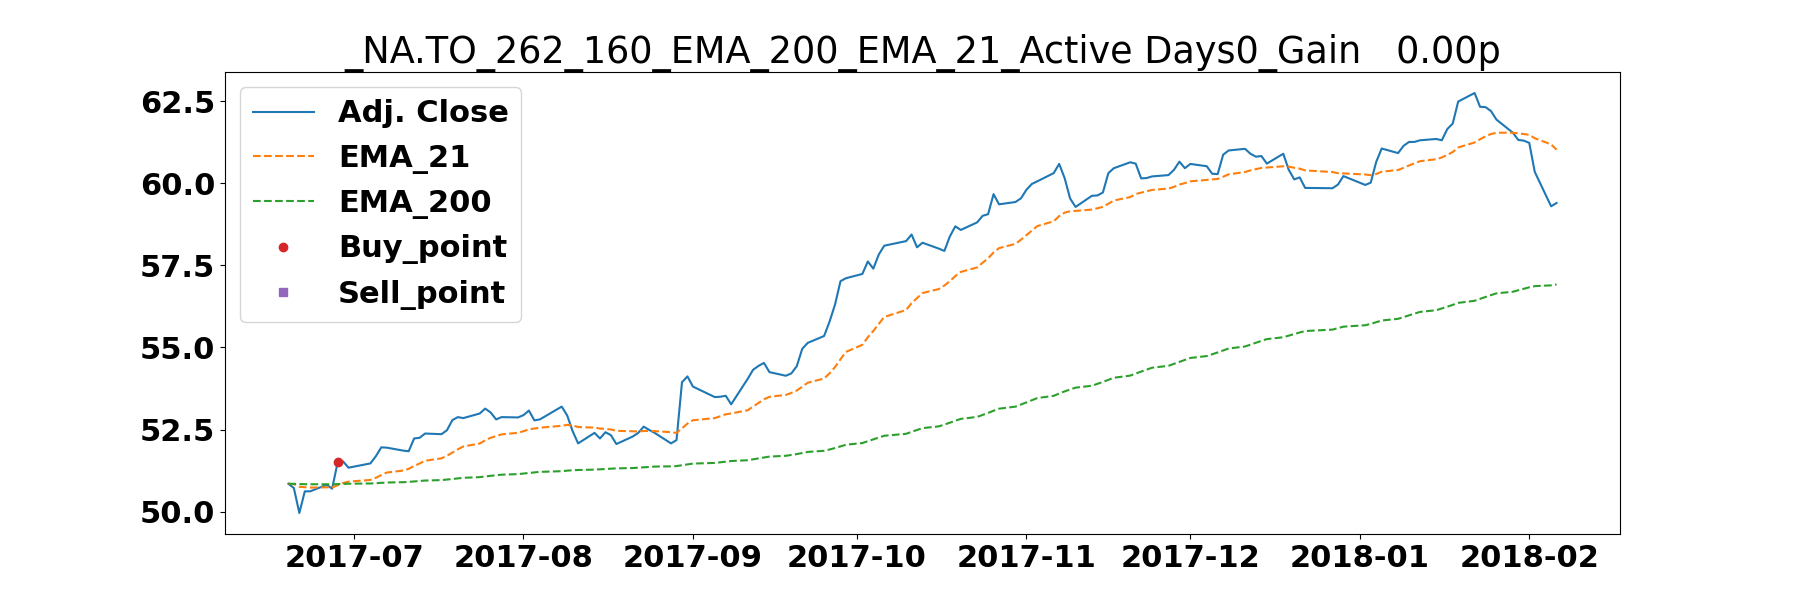 _NA.TO_262_160_EMA_200_EMA_21_Active Days0_Gain   0.00p
62.5
60.0
57.5
55.0
52.5
50.0
Adj. Close
EMA_21
EMA_200
Buy_point
Sell_point
2017-07 2017-08 2017-09 2017-10 2017-11 2017-12 2018-01 2018-02